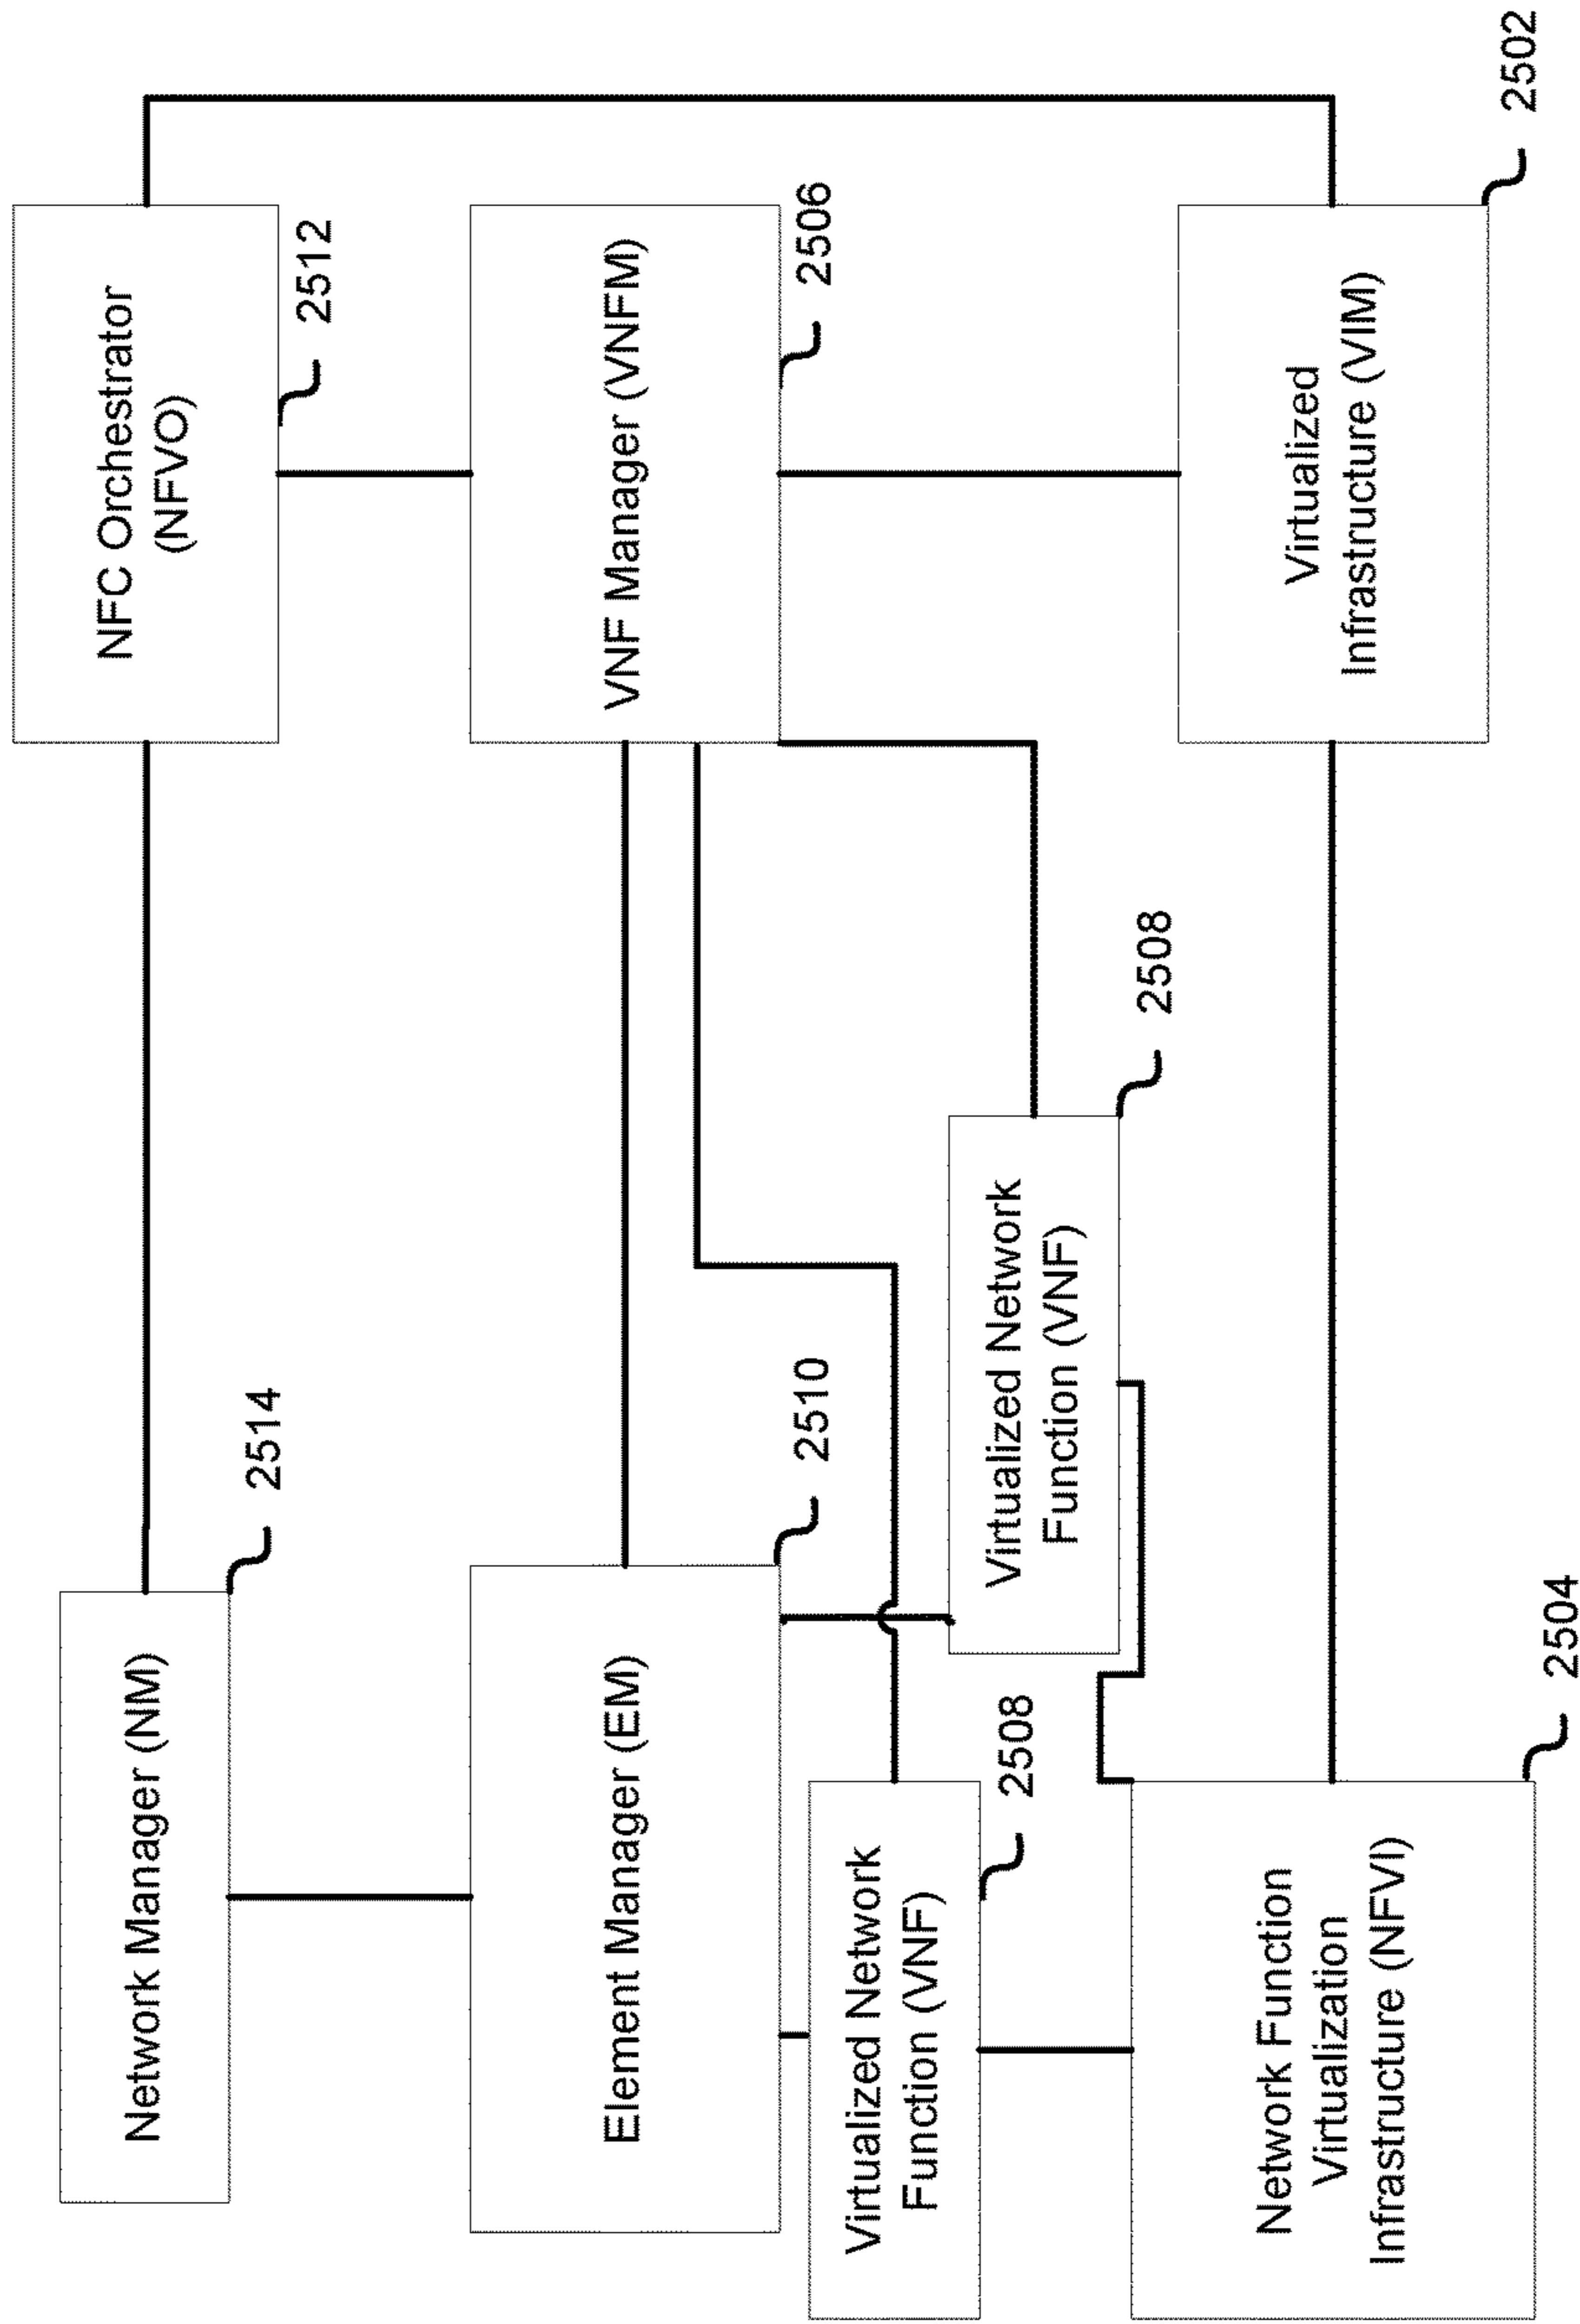 Network Manager (NM)
2514
NFC Orchestrator
(NFVO)
2512
Element Manager (EM)
2510
VNF Manager (VNFM)
2506
Virtualized Network
Function (VNF)
2508
Virtualized Network
Function (VNF)
2508
Network Function
Virtualization
Infrastructure (NFVI)
2504
Virtualized
Infrastructure (VIM)
2502